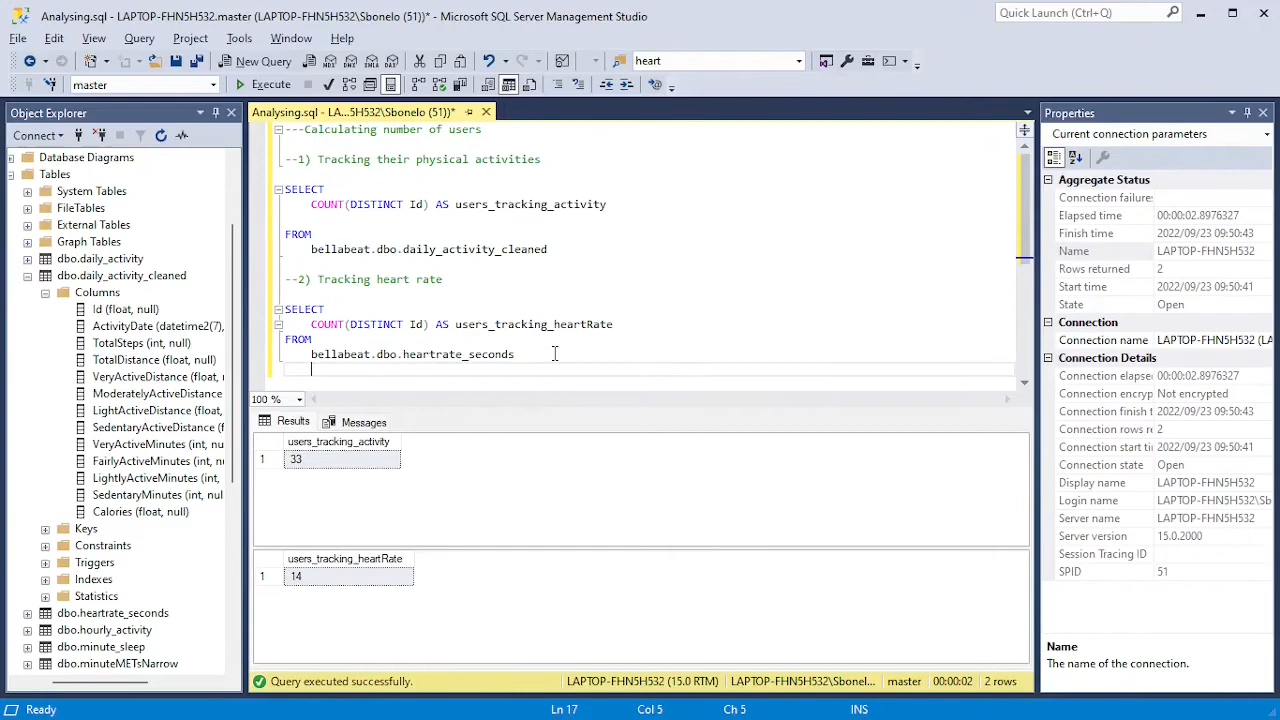 Analysing.sql - LAPTOP-FHN5H532.master (LAPTOP-FHN5H532\Sbonelo (51))* - Microsoft SQL Server Management Studio
Quick Launch (Ctrl+Q)
File Edit View Query Project Tools Window Help
New Query
heart
master
Execute
Object Explorer
Connect
Database Diagrams
Tables
System Tables
FileTables
External Tables
Graph Tables
dbo.daily_activity
dbo.daily_activity_cleaned
Columns
Id (float, null)
ActivityDate (datetime2(7),
TotalSteps (int, null)
TotalDistance (float, null)
VeryActiveDistance (float,
ModeratelyActiveDistance
LightActiveDistance (float,
SedentaryActiveDistance (
VeryActiveMinutes (int, nu
FairlyActiveMinutes (int, n
LightlyActiveMinutes (int,
SedentaryMinutes (int, nul
Calories (float, null)
Keys
Constraints
Triggers
Indexes
Statistics
dbo.heartrate_seconds
dbo.hourly_activity
dbo.minute_sleep
dbo.minuteMETsNarrow
Analysing.sql - LA...5H532\Sbonelo (51))*
---Calculating number of users
--1) Tracking their physical activities
SELECT
COUNT(DISTINCT Id) AS users_tracking_activity
FROM
bellabeat.dbo.daily_activity_cleaned
--2) Tracking heart rate
SELECT
COUNT(DISTINCT Id) AS users_tracking_heartRate
FROM
bellabeat.dbo.heartrate_seconds
100 %
Results Messages
users_tracking_activity
1 33
users_tracking_heartRate
1 14
Query executed successfully. LAPTOP-FHN5H532 (15.0 RTM) LAPTOP-FHN5H532\Sbonel... master 00:00:02 2 rows
Properties
Current connection parameters
Aggregate Status
Connection failures
Elapsed time 00:00:02.8976327
Finish time 2022/09/23 09:50:43
Name LAPTOP-FHN5H532
Rows returned 2
Start time 2022/09/23 09:50:41
State Open
Connection
Connection name LAPTOP-FHN5H532 (LA
Connection Details
Connection elapse 00:00:02.8976327
Connection encryp Not encrypted
Connection finish t 2022/09/23 09:50:43
Connection rows re 2
Connection start tir 2022/09/23 09:50:41
Connection state Open
Display name LAPTOP-FHN5H532
Login name LAPTOP-FHN5H532\Sb
Server name LAPTOP-FHN5H532
Server version 15.0.2000
Session Tracing ID
SPID 51
Name
The name of the connection.
Ready Ln 17 Col 5 Ch 5 INS